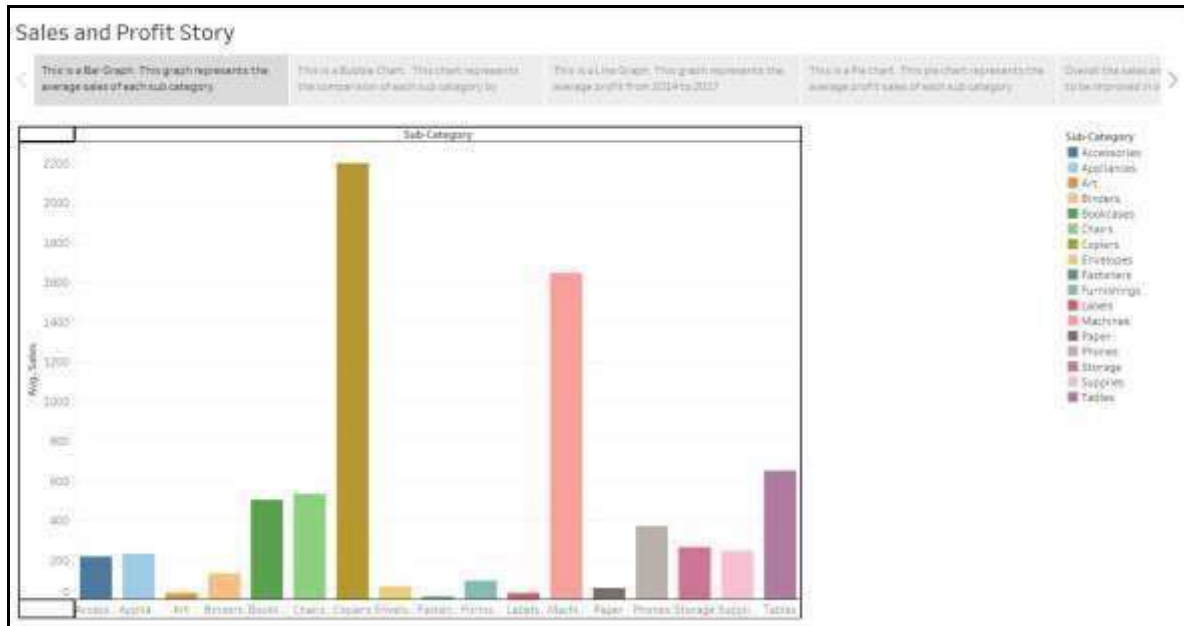 Sales and Profit Story
This is a Bar Graph. This graph represents the
average sales of each sub category
This is a Bubble Chart. This chart represents
the comparison of each sub category by
This is a Line Graph. This graph represents the
average profit from 2014 to 2017
This is a Pie chart. This pie chart represents the
average profit sales of each sub category
Overall the sales an
to be improved in o
Sub-Category
2200
2000
1800
1600
1400
1200
1000
800
600
400
200
0
Avg. Sales
Access.. Applia.. Art Binders Bookc.. Chairs Copiers Envelo.. Fasten.. Furnis.. Labels Machi.. Paper Phones Storage Suppli.. Tables
Sub-Category
Accessories
Appliances
Art
Binders
Bookcases
Chairs
Copiers
Envelopes
Fasteners
Furnishings
Labels
Machines
Paper
Phones
Storage
Supplies
Tables